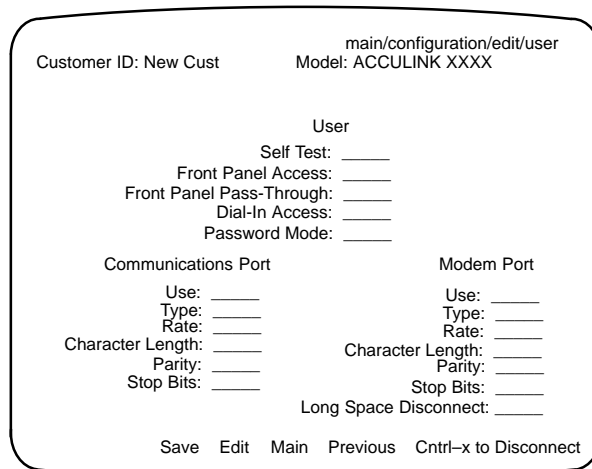 main/configuration/edit/user
Customer ID: New Cust Model: ACCULINK XXXX
User
Self Test: _____
Front Panel Access: _____
Front Panel Pass-Through: _____
Dial-In Access: _____
Password Mode: _____
Communications Port
Use: _____
Type: _____
Rate: _____
Character Length: _____
Parity: _____
Stop Bits: _____
Modem Port
Use: _____
Type: _____
Rate: _____
Character Length: _____
Parity: _____
Stop Bits: _____
Long Space Disconnect: _____
Save Edit Main Previous Cntrl–x to Disconnect